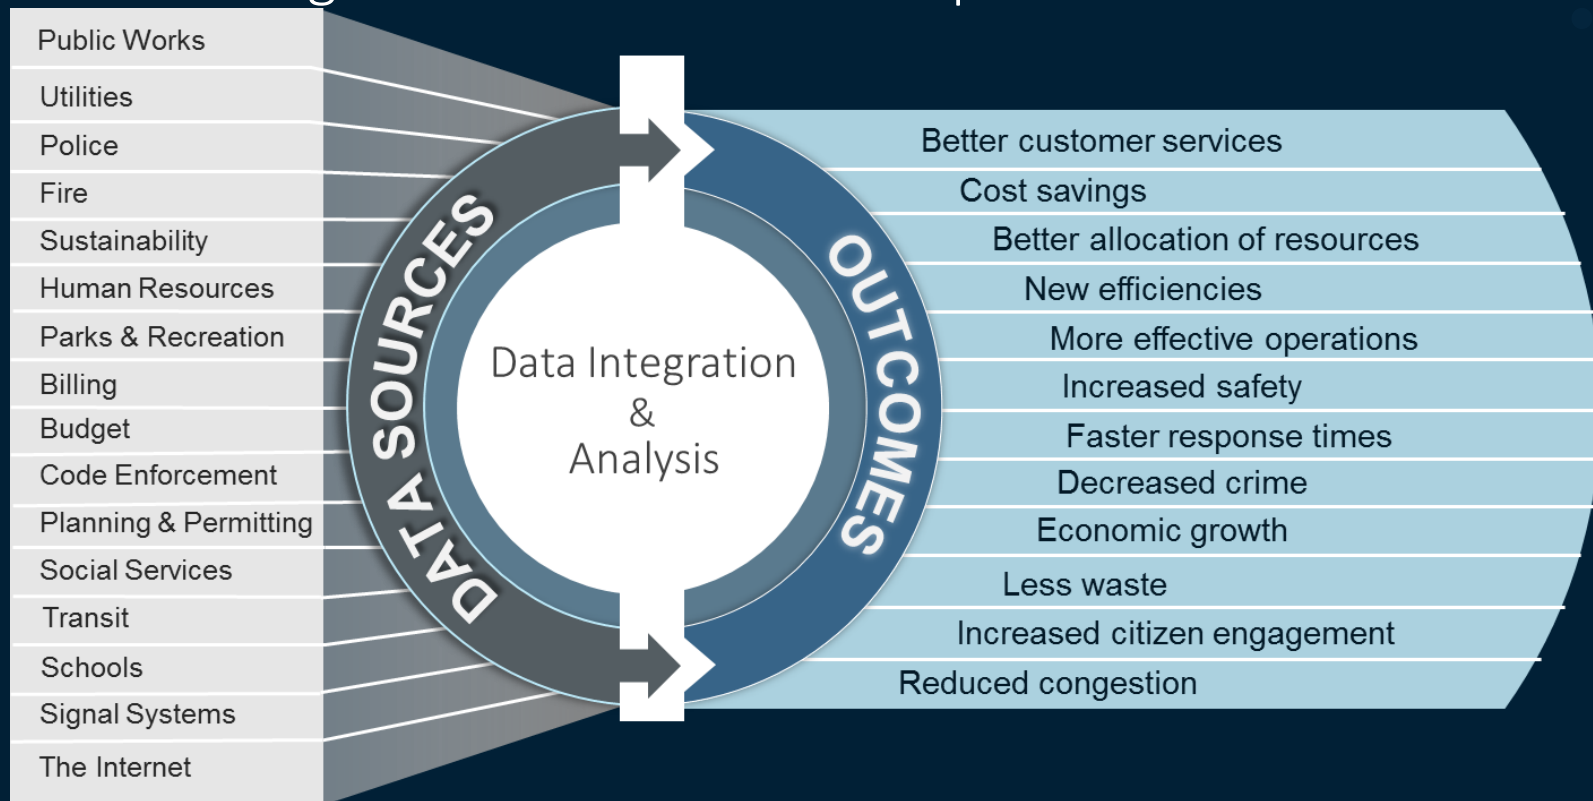 Public Works
Utilities
Police
Fire
Sustainability
Human Resources
Parks & Recreation
Billing
Budget
Code Enforcement
Planning & Permitting
Social Services
Transit
Schools
Signal Systems
The Internet
DATA SOURCES
Data Integration
&
Analysis
OUTCOMES
Better customer services
Cost savings
Better allocation of resources
New efficiencies
More effective operations
Increased safety
Faster response times
Decreased crime
Economic growth
Less waste
Increased citizen engagement
Reduced congestion